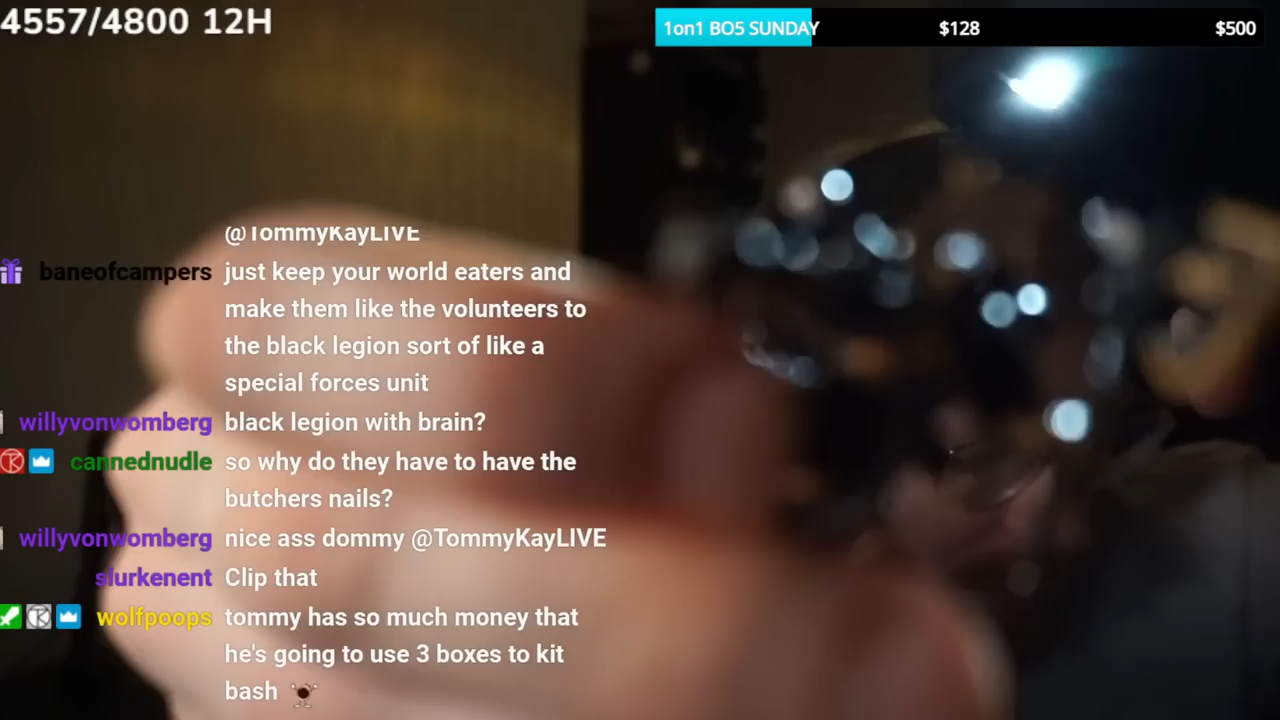 4557/4800 12H
1on1 BO5 SUNDAY $128 $500
@TommyKayLIVE
baneofcampers just keep your world eaters and
make them like the volunteers to
the black legion sort of like a
special forces unit
willyvonwomberg black legion with brain?
cannednudle so why do they have to have the
butchers nails?
willyvonwomberg nice ass dommy @TommyKayLIVE
slurkenent Clip that
wolfpoops tommy has so much money that
he's going to use 3 boxes to kit
bash